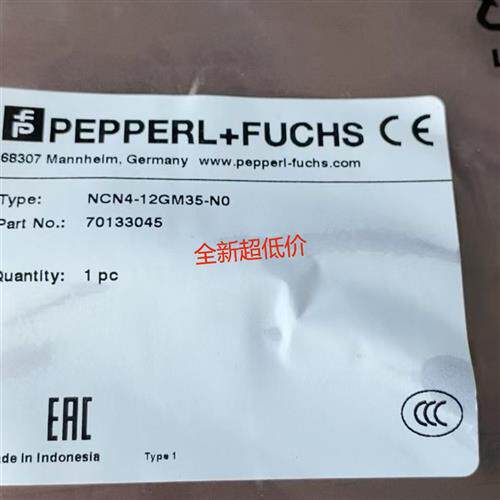 PEPPERL+FUCHS CE
68307 Mannheim, Germany www.pepperl-fuchs.com
Type: NCN4-12GM35-N0
Part No.: 70133045
全新超低价
Quantity: 1 pc
EAC
CCC
de in Indonesia Type 1